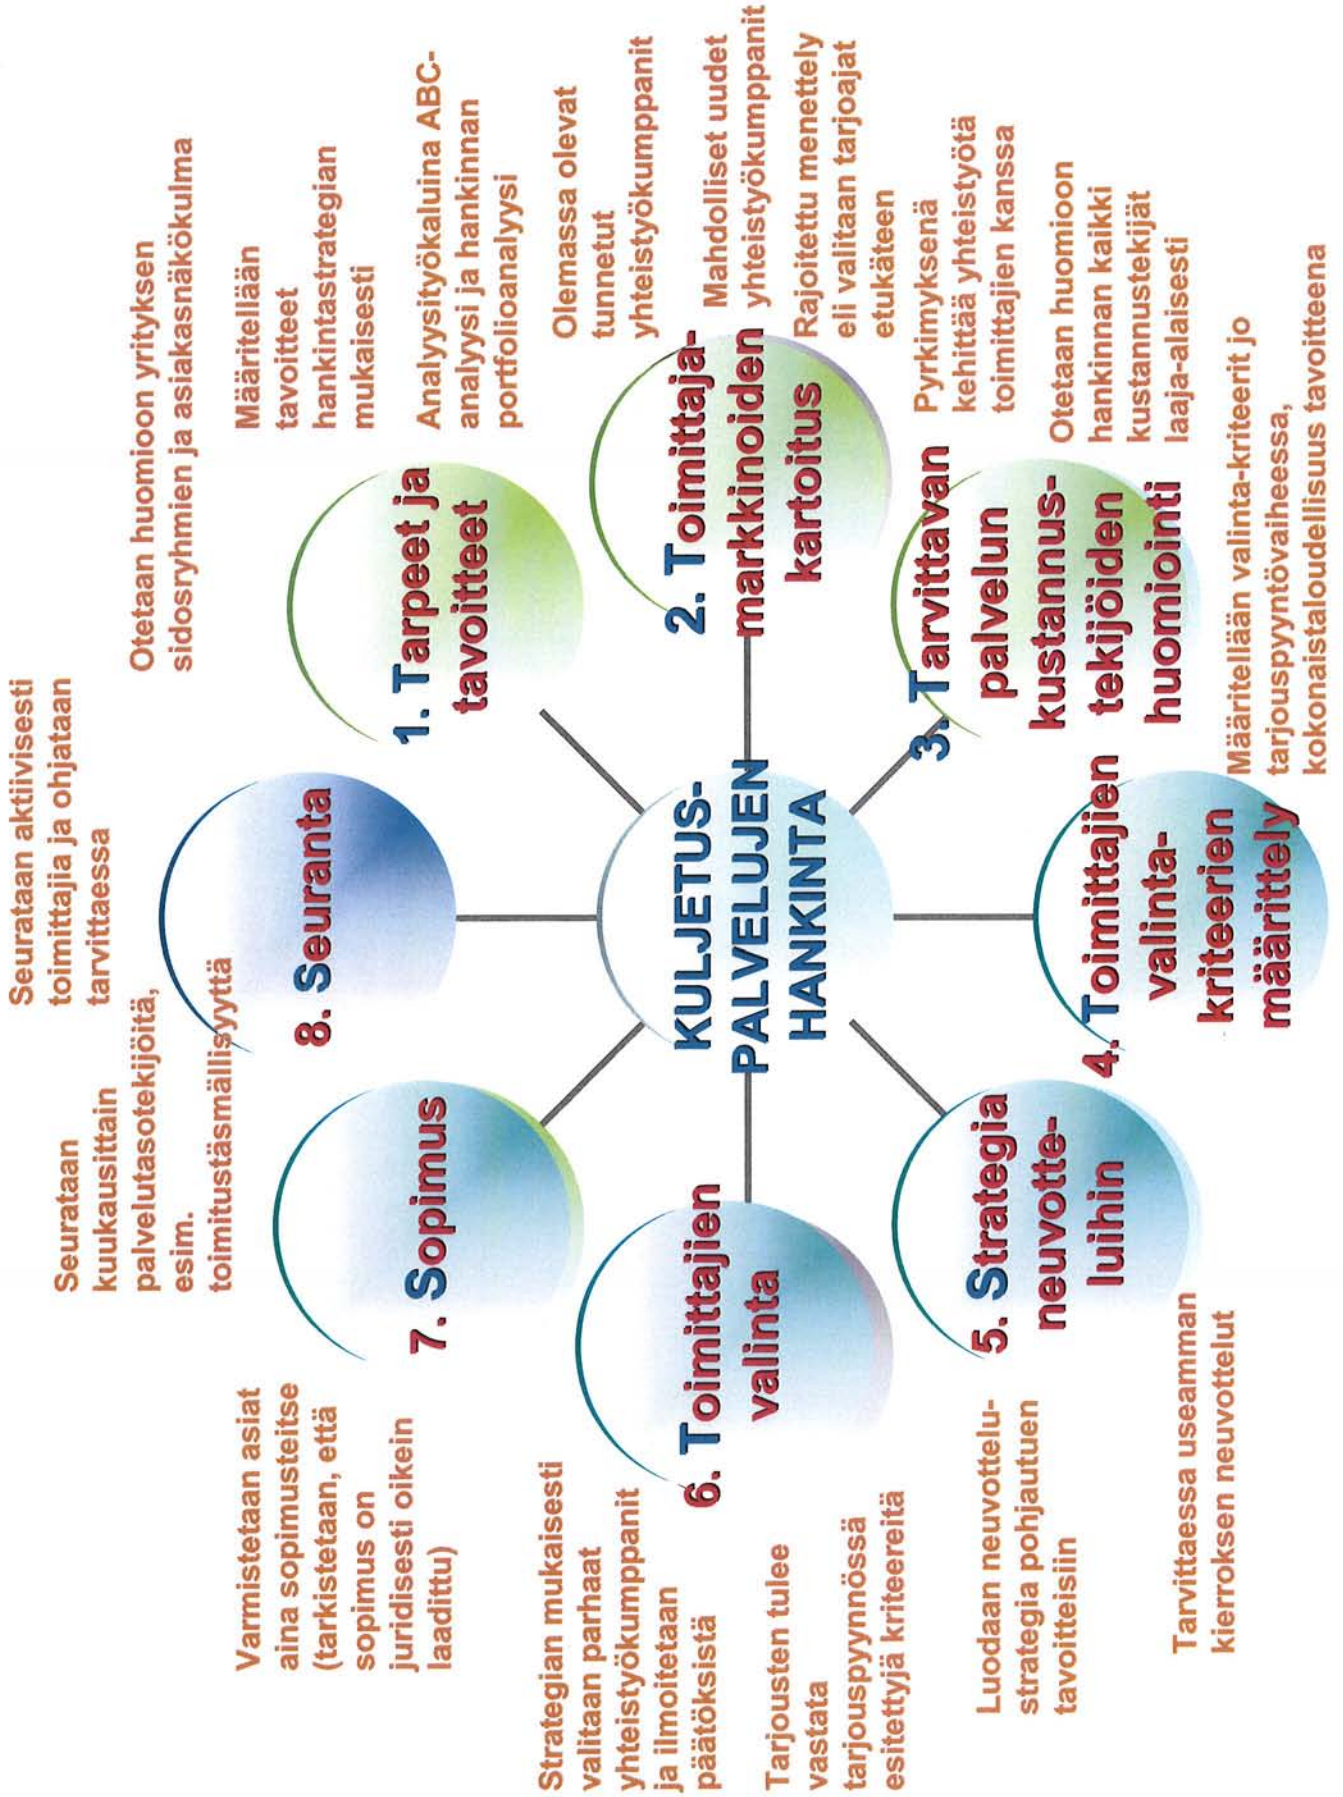 KULJETUS-
PALVELUJEN
HANKINTA
1. Tarpeet ja
tavoitteet
Otetaan huomioon yrityksen
sidosryhmien ja asiakasnäkökulma
Määritellään
tavoitteet
hankintastrategian
mukaisesti
Analyysityökaluina ABC-
analyysi ja hankinnan
portfolioanalyysi
2. Toimittaja-
markkinoiden
kartoitus
Olemassa olevat
tunnetut
yhteistyökumppanit
Mahdolliset uudet
yhteistyökumppanit
Rajoitettu menettely
eli valitaan tarjoajat
etukäteen
3. Tarvittavan
palvelun
kustannus-
tekijöiden
huomiointi
Pyrkimyksenä
kehittää yhteistyötä
toimittajien kanssa
Otetaan huomioon
hankinnan kaikki
kustannustekijät
laaja-alaisesti
4. Toimittajien
valinta-
kriteerien
määrittely
Määritellään valinta-kriteerit jo
tarjouspyyntövaiheessa,
kokonaistaloudellisuus tavoitteena
5. Strategia
neuvotte-
luihin
Luodaan neuvottelu-
strategia pohjautuen
tavoitteisiin
Tarvittaessa useamman
kierroksen neuvottelut
6. Toimittajien
valinta
Strategian mukaisesti
valitaan parhaat
yhteistyökumppanit
ja ilmoitetaan
päätöksistä
Tarjousten tulee
vastata
tarjouspyynnössä
esitettyjä kriteereitä
7. Sopimus
Varmistetaan asiat
aina sopimusteitse
(tarkistetaan, että
sopimus on
juridisesti oikein
laadittu)
8. Seuranta
Seurataan
kuukausittain
palvelutasotekijöitä,
esim.
toimitustäsmällisyyttä
Seurataan aktiivisesti
toimittajia ja ohjataan
tarvittaessa